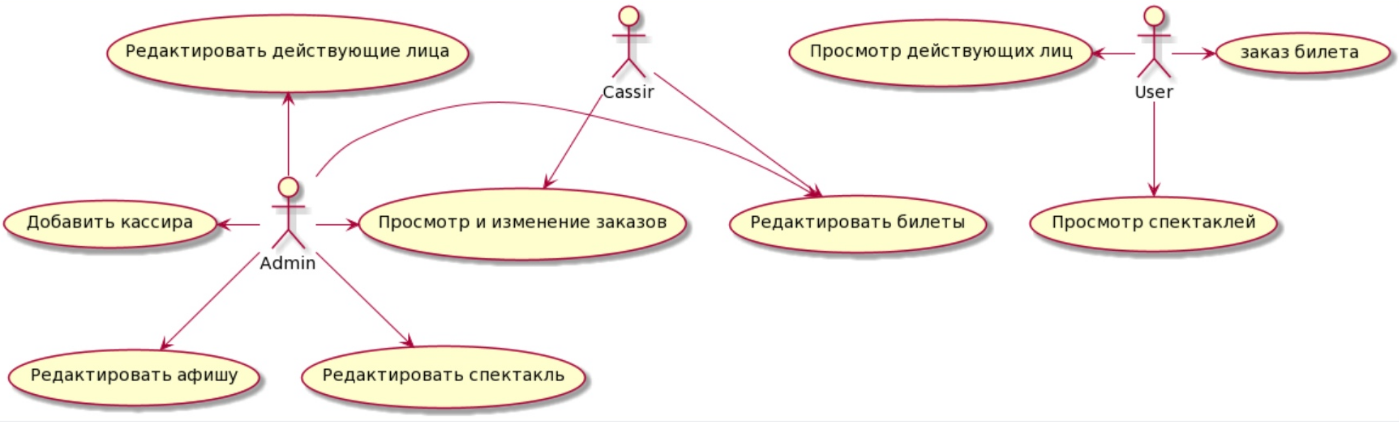 Редактировать действующие лица
Cassir
Просмотр действующих лиц
User
заказ билета
Добавить кассира
Admin
Просмотр и изменение заказов
Редактировать билеты
Просмотр спектаклей
Редактировать афишу
Редактировать спектакль